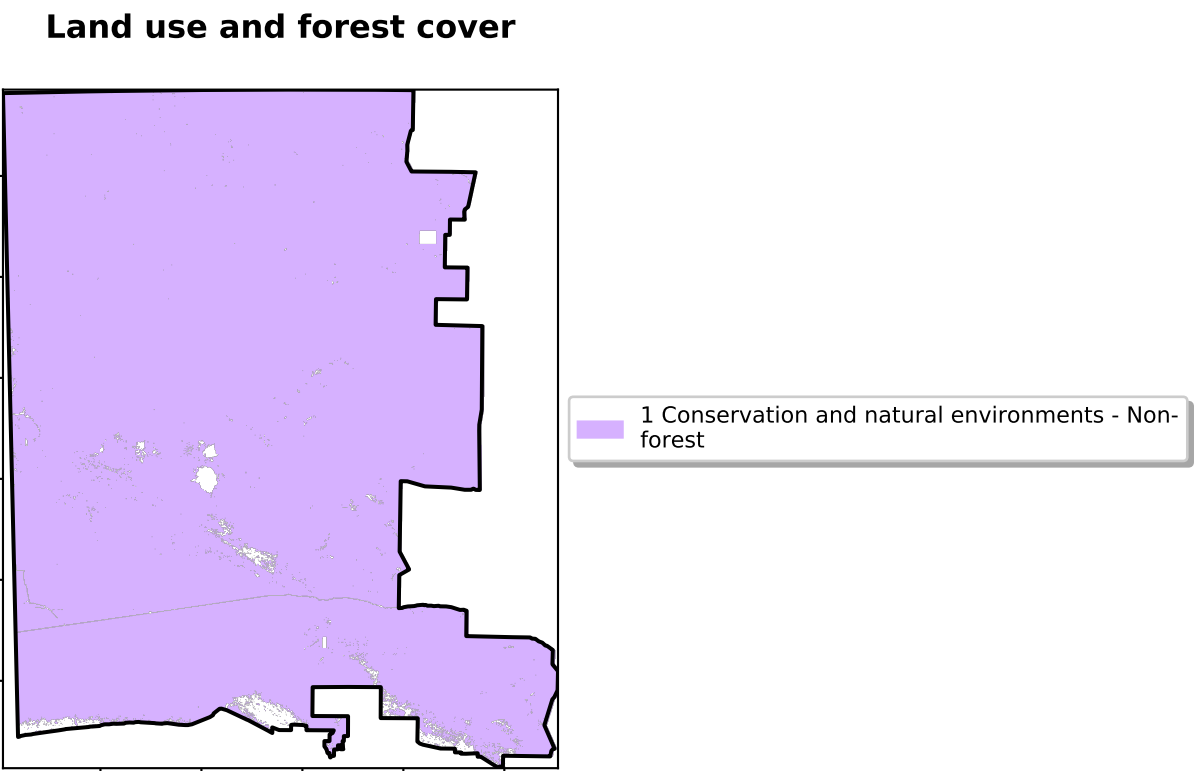 Land use and forest cover
1 Conservation and natural environments - Non-
forest